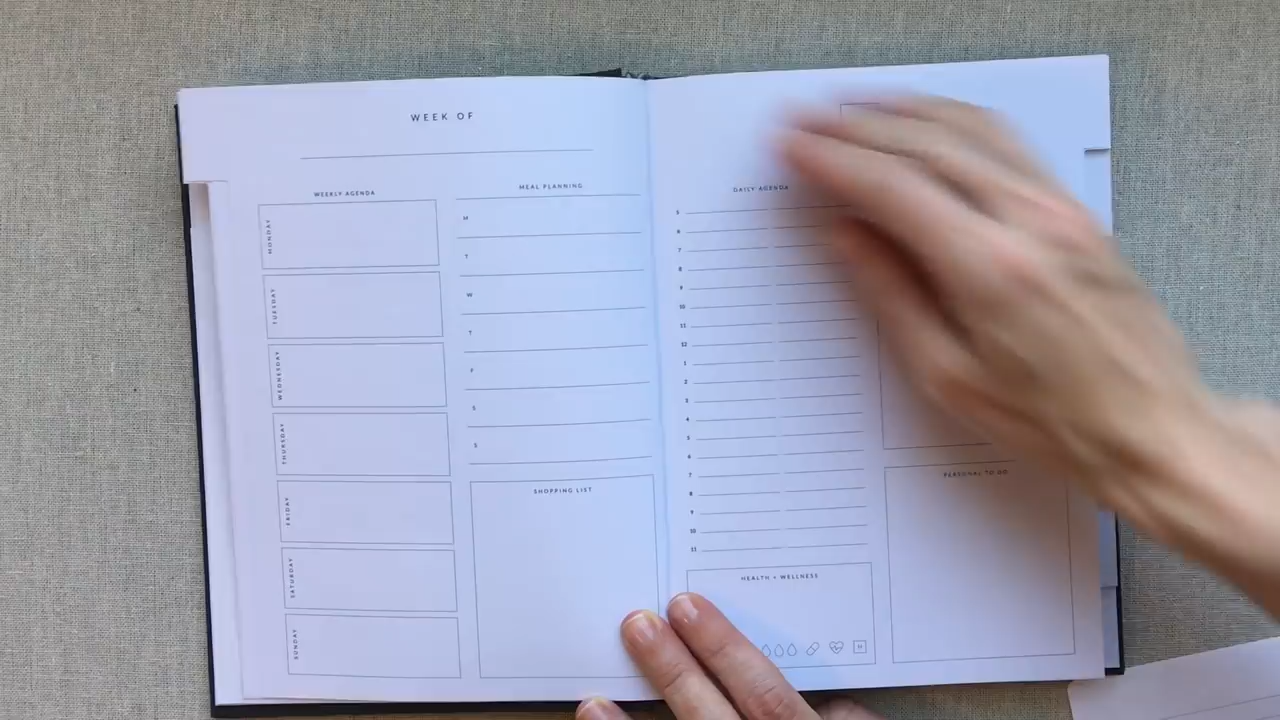 WEEK OF
WEEKLY AGENDA
MONDAY
TUESDAY
WEDNESDAY
THURSDAY
FRIDAY
SATURDAY
SUNDAY
MEAL PLANNING
M
T
W
T
F
S
S
SHOPPING LIST
DAILY AGENDA
5
6
7
8
9
10
11
12
1
2
3
4
5
6
7
8
9
10
11
HEALTH + WELLNESS
PERSONAL TO DO